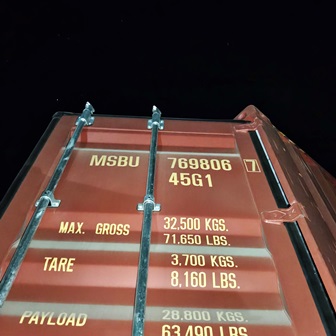 MSBU 769806 7
45G1
MAX. GROSS 32,500 KGS.
71,650 LBS.
TARE 3,700 KGS.
8,160 LBS.
PAYLOAD 28,800 KGS.
63,490 LBS.